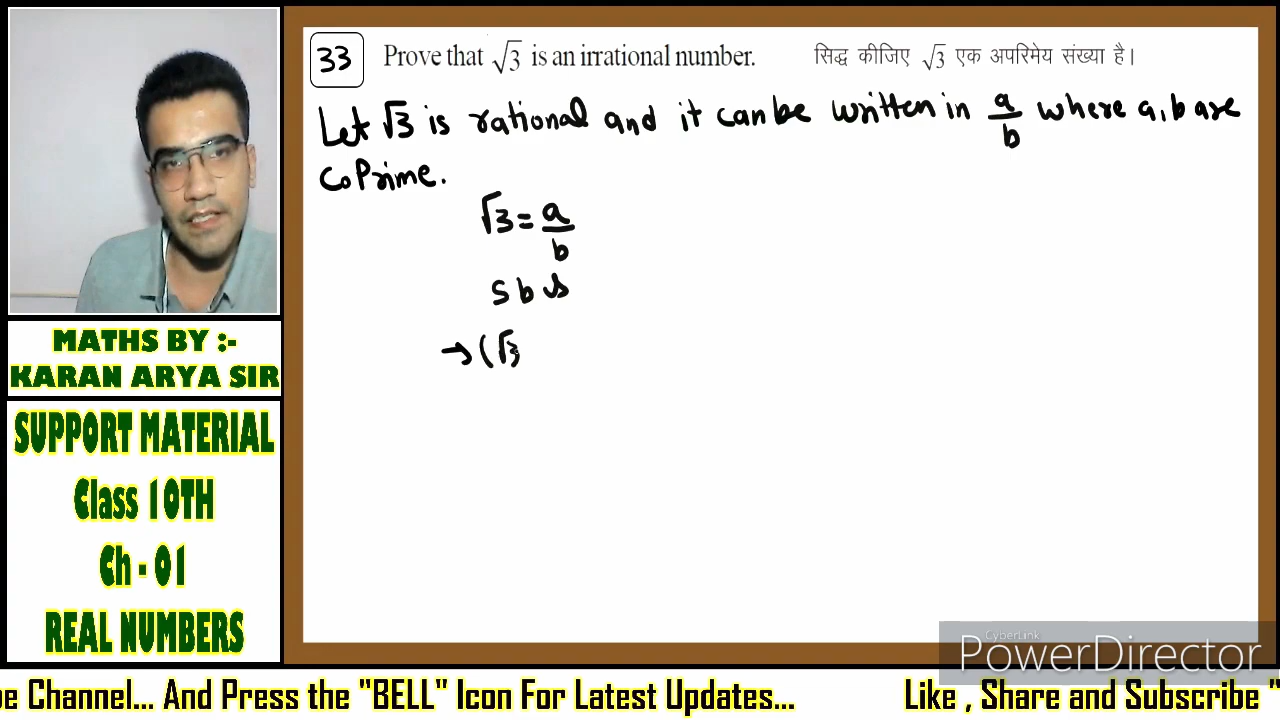 33 Prove that √3 is an irrational number. सिद्ध कीजिए √3 एक अपरिमेय संख्या है।
Let √3 is rational and it can be written in a/b where a, b are
coPrime.
√3 = a/b
s b s
→ (√3
MATHS BY :-
KARAN ARYA SIR
SUPPORT MATERIAL
Class 10TH
Ch - 01
REAL NUMBERS
CyberLink
PowerDirector
be Channel... And Press the "BELL" Icon For Latest Updates... Like , Share and Subscribe "